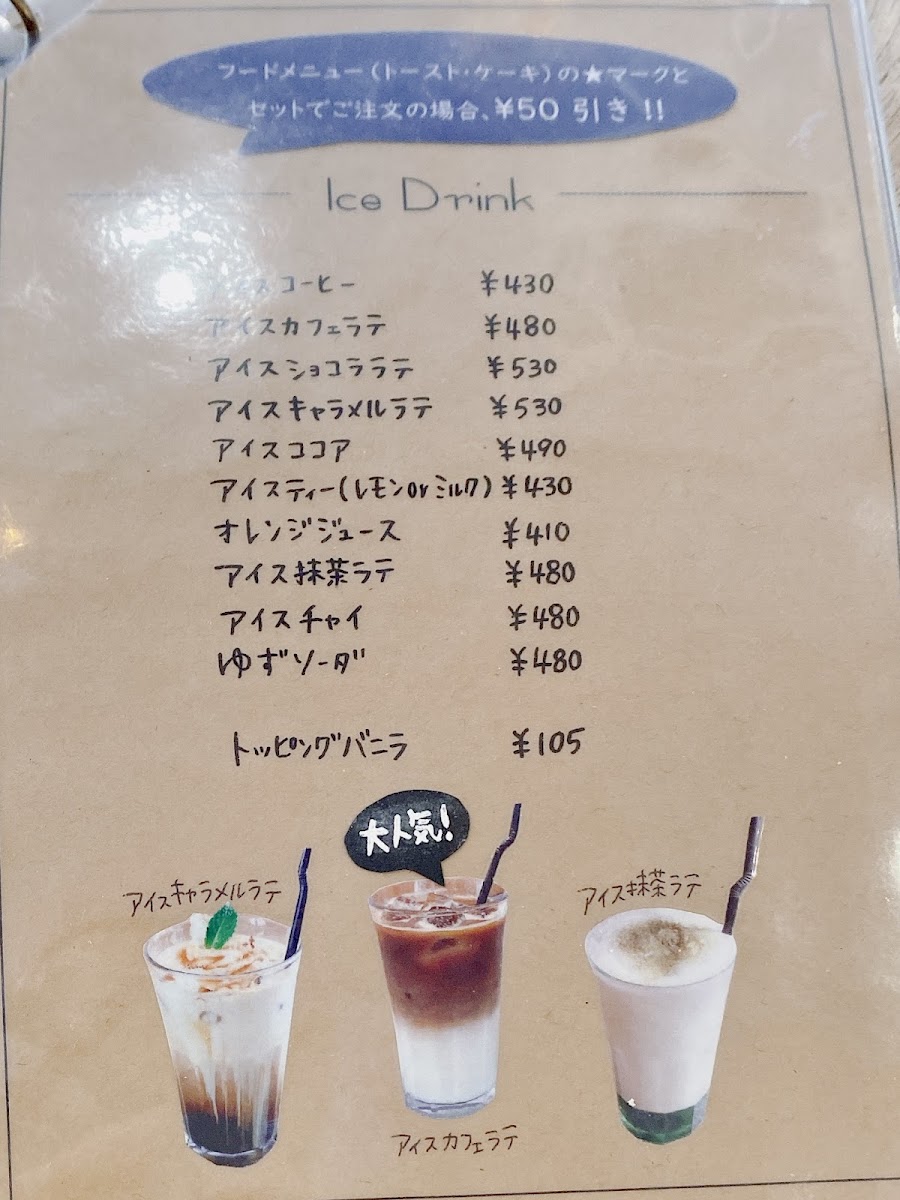 フードメニュー(トースト・ケーキ)の★マークと
セットでご注文の場合、¥50 引き!!
Ice Drink
アイスコーヒー ¥430
アイスカフェラテ ¥480
アイスショコララテ ¥530
アイスキャラメルラテ ¥530
アイスココア ¥490
アイスティー(レモンorミルク) ¥430
オレンジジュース ¥410
アイス抹茶ラテ ¥480
アイスチャイ ¥480
ゆずソーダ ¥480
トッピングバニラ ¥105
大人気!
アイスキャラメルラテ
アイス抹茶ラテ
アイスカフェラテ